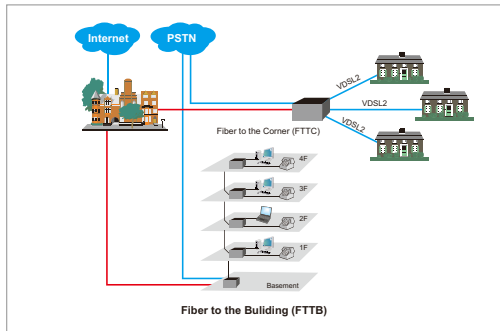 Internet
PSTN
VDSL2
VDSL2
VDSL2
Fiber to the Corner (FTTC)
4F
3F
2F
1F
Basement
Fiber to the Buliding (FTTB)